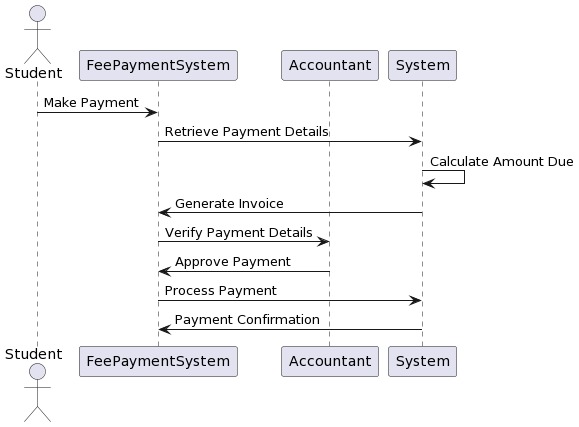 Student
FeePaymentSystem
Accountant
System
Make Payment
Retrieve Payment Details
Calculate Amount Due
Generate Invoice
Verify Payment Details
Approve Payment
Process Payment
Payment Confirmation
Student
FeePaymentSystem
Accountant
System